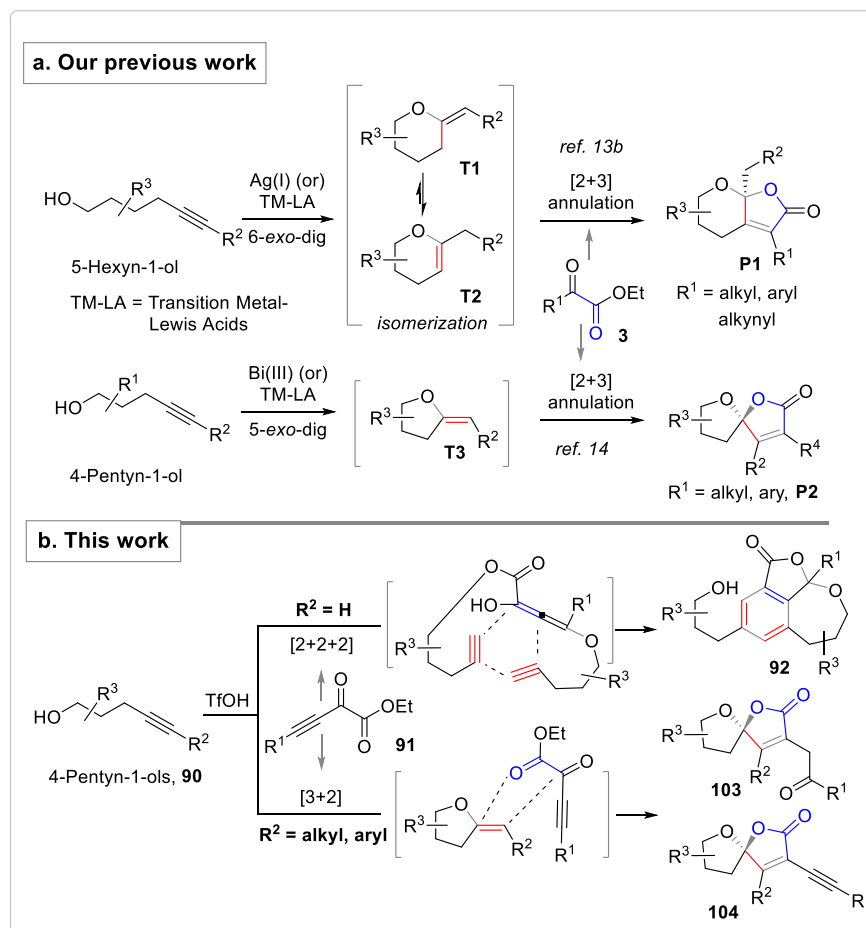 a. Our previous work
HO
R3
R2
5-Hexyn-1-ol
TM-LA = Transition Metal-
Lewis Acids
Ag(I) (or)
TM-LA
6-exo-dig
O
R3
R2
T1
O
R3
R2
T2
isomerization
ref. 13b
[2+3]
annulation
O
R1
OEt
O
3
R2
O
O
O
R3
R1
P1
R1 = alkyl, aryl
alkynyl
HO
R1
R2
4-Pentyn-1-ol
Bi(III) (or)
TM-LA
5-exo-dig
O
R3
R2
T3
[2+3]
annulation
ref. 14
O
O
O
R3
R2
R4
R1 = alkyl, ary, P2
b. This work
HO
R3
R2
4-Pentyn-1-ols, 90
TfOH
R2 = H
[2+2+2]
O
OEt
R1
O
91
[3+2]
R2 = alkyl, aryl
O
O
HO
R1
R3
O
R3
O
O
R1
OH
O
R3
R3
92
OEt
O
O
O
R3
R2
R1
O
O
O
R3
R2
O
R1
103
O
O
O
R3
R2
R
104